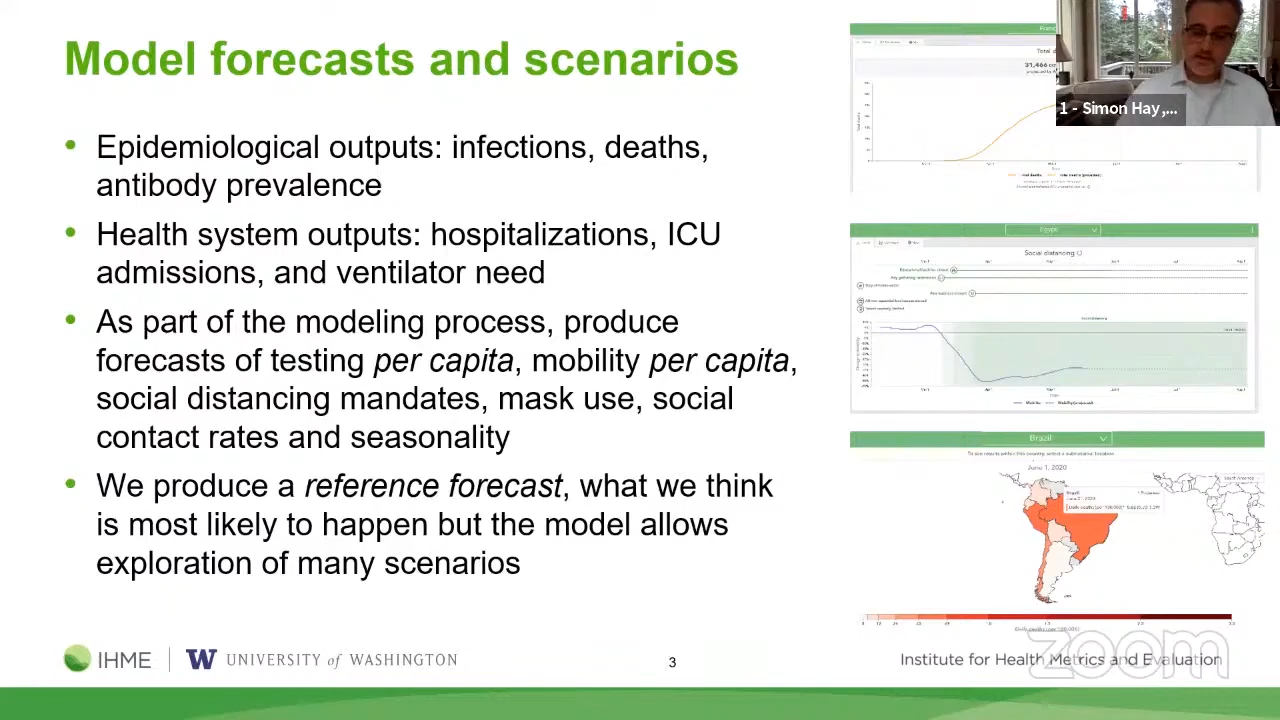 Model forecasts and scenarios
• Epidemiological outputs: infections, deaths,
antibody prevalence
• Health system outputs: hospitalizations, ICU
admissions, and ventilator need
• As part of the modeling process, produce
forecasts of testing per capita, mobility per capita,
social distancing mandates, mask use, social
contact rates and seasonality
• We produce a reference forecast, what we think
is most likely to happen but the model allows
exploration of many scenarios
31,466
1 - Simon Hay,...
Egypt
Social distancing
Brazil
June 1, 2020
IHME
W UNIVERSITY of WASHINGTON
3
Institute for Health Metrics and Evaluation
zoom